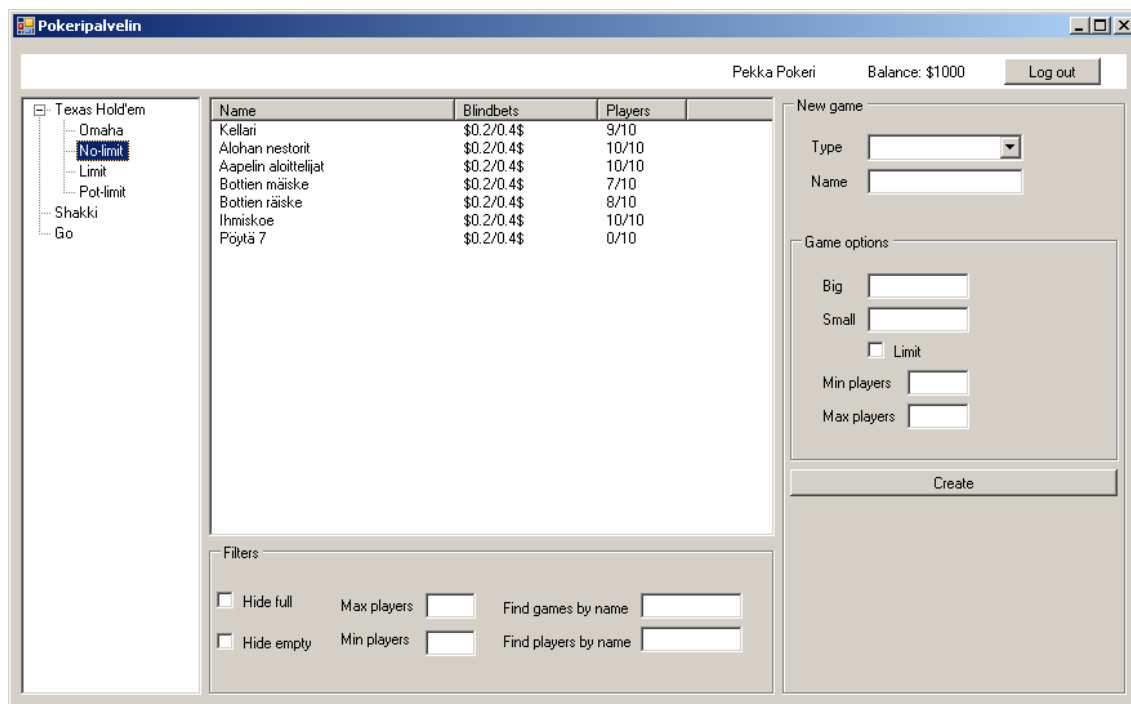 Pokeripalvelin
Pekka Pokeri Balance: $1000 Log out
Texas Hold'em
Omaha
No-limit
Limit
Pot-limit
Shakki
Go
Name Blindbets Players
Kellari $0.2/0.4$ 9/10
Alohan nestorit $0.2/0.4$ 10/10
Aapelin aloittelijat $0.2/0.4$ 10/10
Bottien mäiske $0.2/0.4$ 7/10
Bottien räiske $0.2/0.4$ 8/10
Ihmiskoe $0.2/0.4$ 10/10
Pöytä 7 $0.2/0.4$ 0/10
Filters
Hide full Max players Find games by name
Hide empty Min players Find players by name
New game
Type
Name
Game options
Big
Small
Limit
Min players
Max players
Create